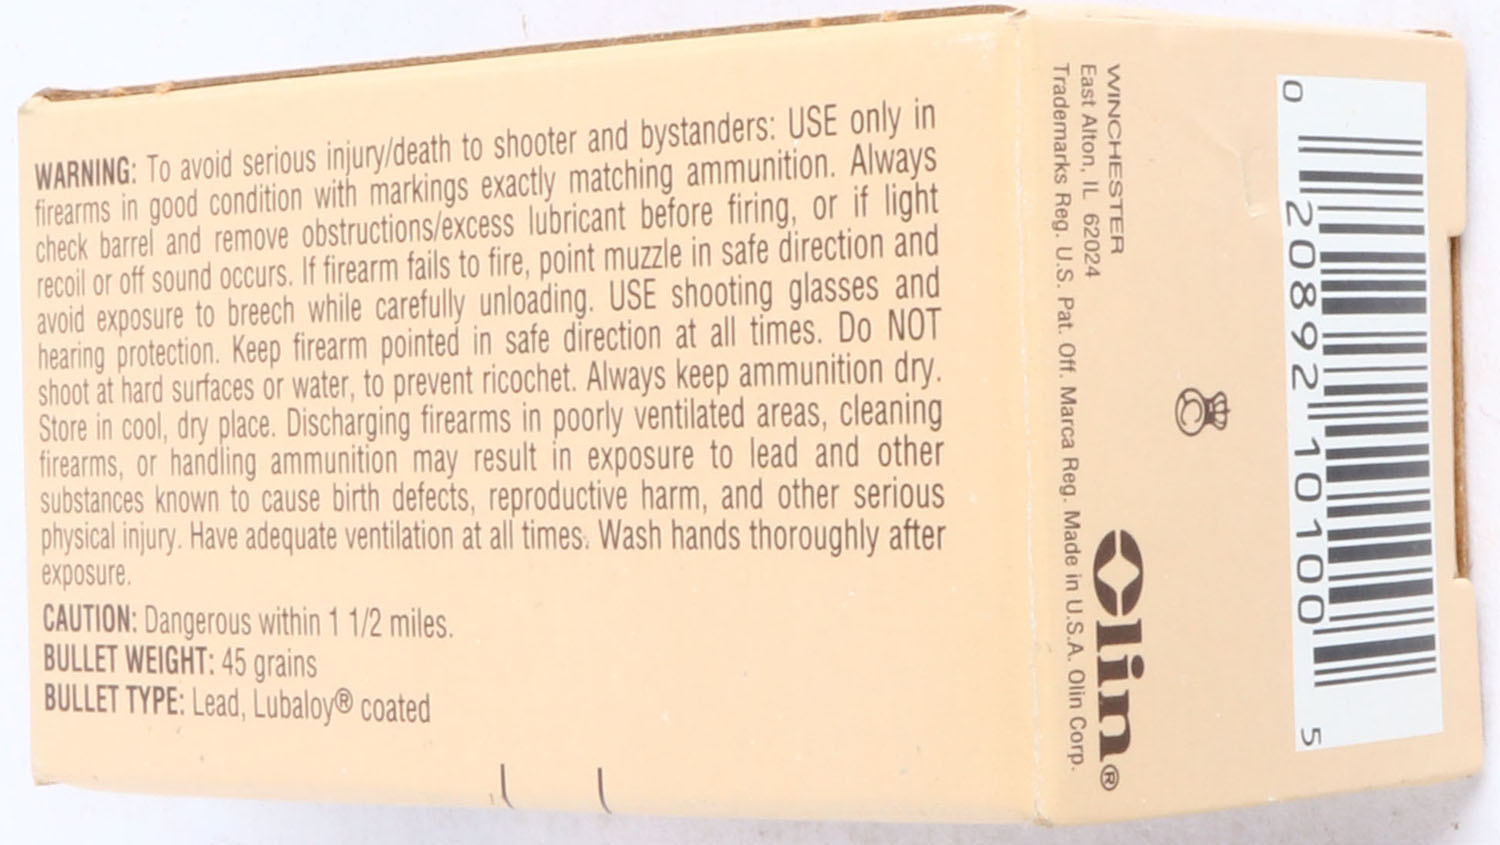 WARNING: To avoid serious injury/death to shooter and bystanders: USE only in
firearms in good condition with markings exactly matching ammunition. Always
check barrel and remove obstructions/excess lubricant before firing, or if light
recoil or off sound occurs. If firearm fails to fire, point muzzle in safe direction and
avoid exposure to breech while carefully unloading. USE shooting glasses and
hearing protection. Keep firearm pointed in safe direction at all times. Do NOT
shoot at hard surfaces or water, to prevent ricochet. Always keep ammunition dry.
Store in cool, dry place. Discharging firearms in poorly ventilated areas, cleaning
firearms, or handling ammunition may result in exposure to lead and other
substances known to cause birth defects, reproductive harm, and other serious
physical injury. Have adequate ventilation at all times. Wash hands thoroughly after
exposure.
CAUTION: Dangerous within 1 1/2 miles.
BULLET WEIGHT: 45 grains
BULLET TYPE: Lead, Lubaloy® coated
WINCHESTER
East Alton, IL 62024
Trademarks Reg. U.S. Pat. Off. Marca Reg. Made in U.S.A. Olin Corp.
Olin®
C
0 20892 10100 5